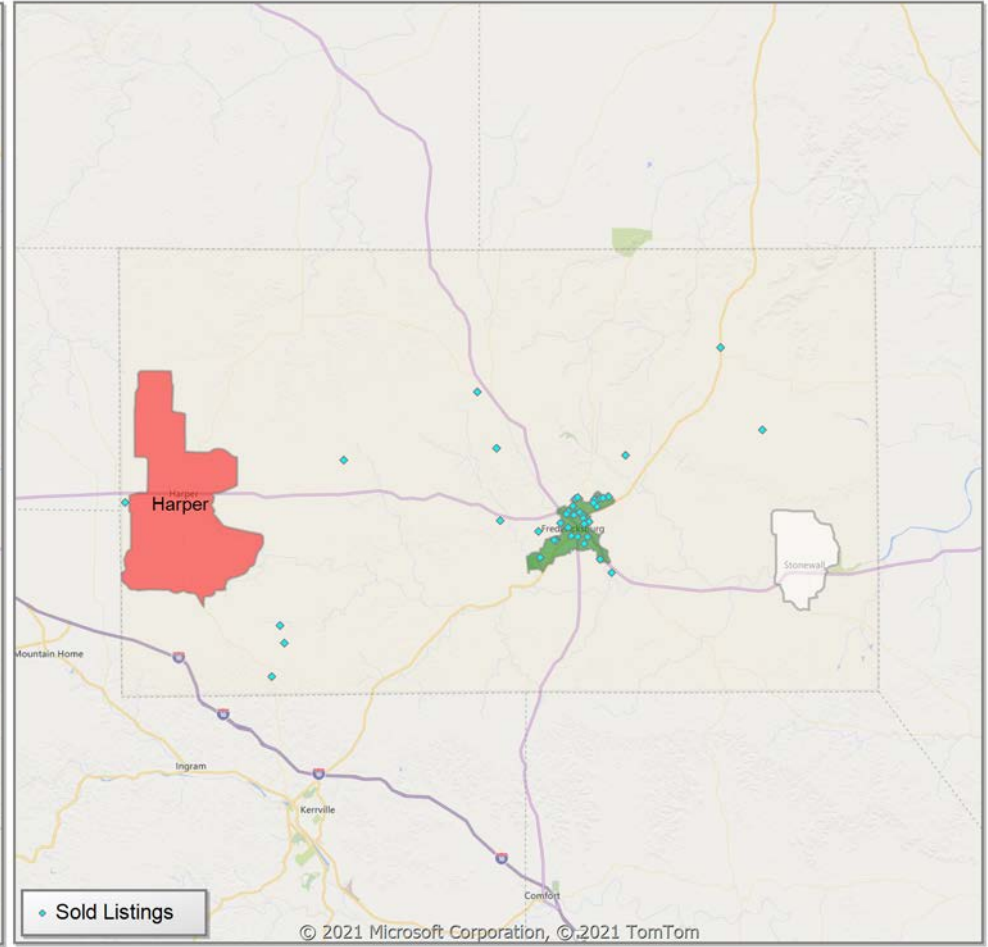 Harper
Harper
Fredericksburg
Stonewall
Mountain Home
Ingram
Kerrville
Comfort
Sold Listings
© 2021 Microsoft Corporation, © 2021 TomTom